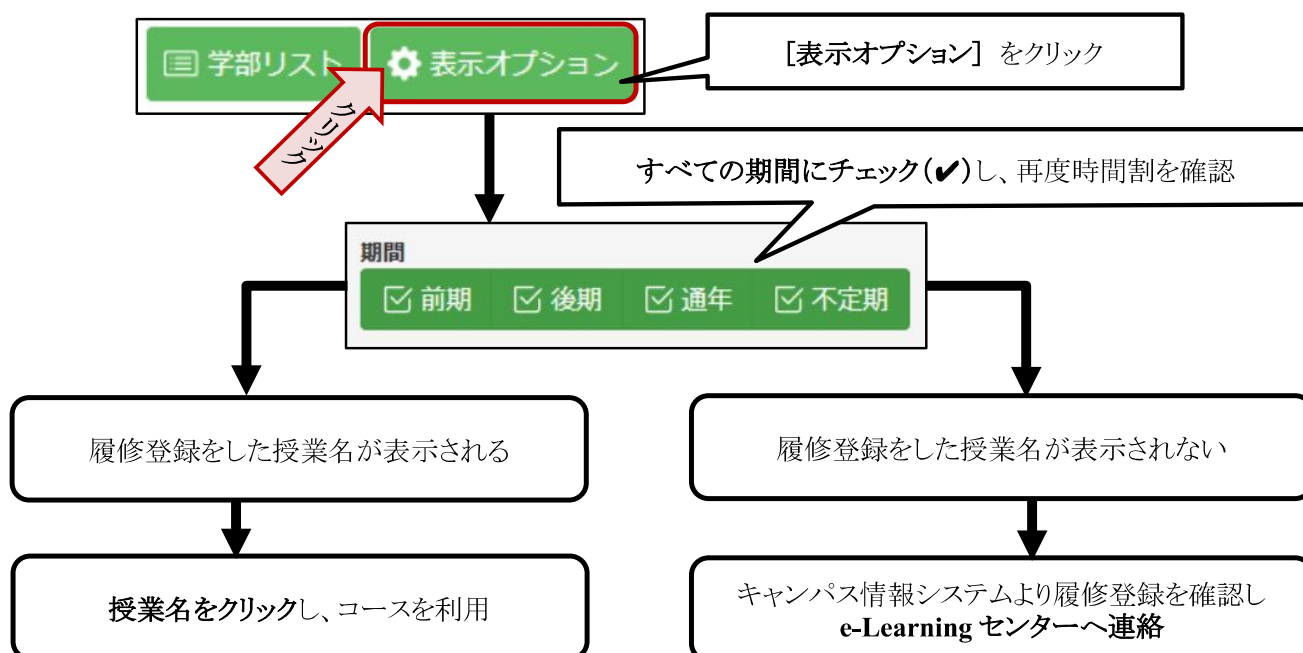 学部リスト
表示オプション
[表示オプション] をクリック
クリック
すべての期間にチェック(✔)し、再度時間割を確認
期間
前期 後期 通年 不定期
履修登録をした授業名が表示される
履修登録をした授業名が表示されない
授業名をクリックし、コースを利用
キャンパス情報システムより履修登録を確認し
e-Learning センターへ連絡